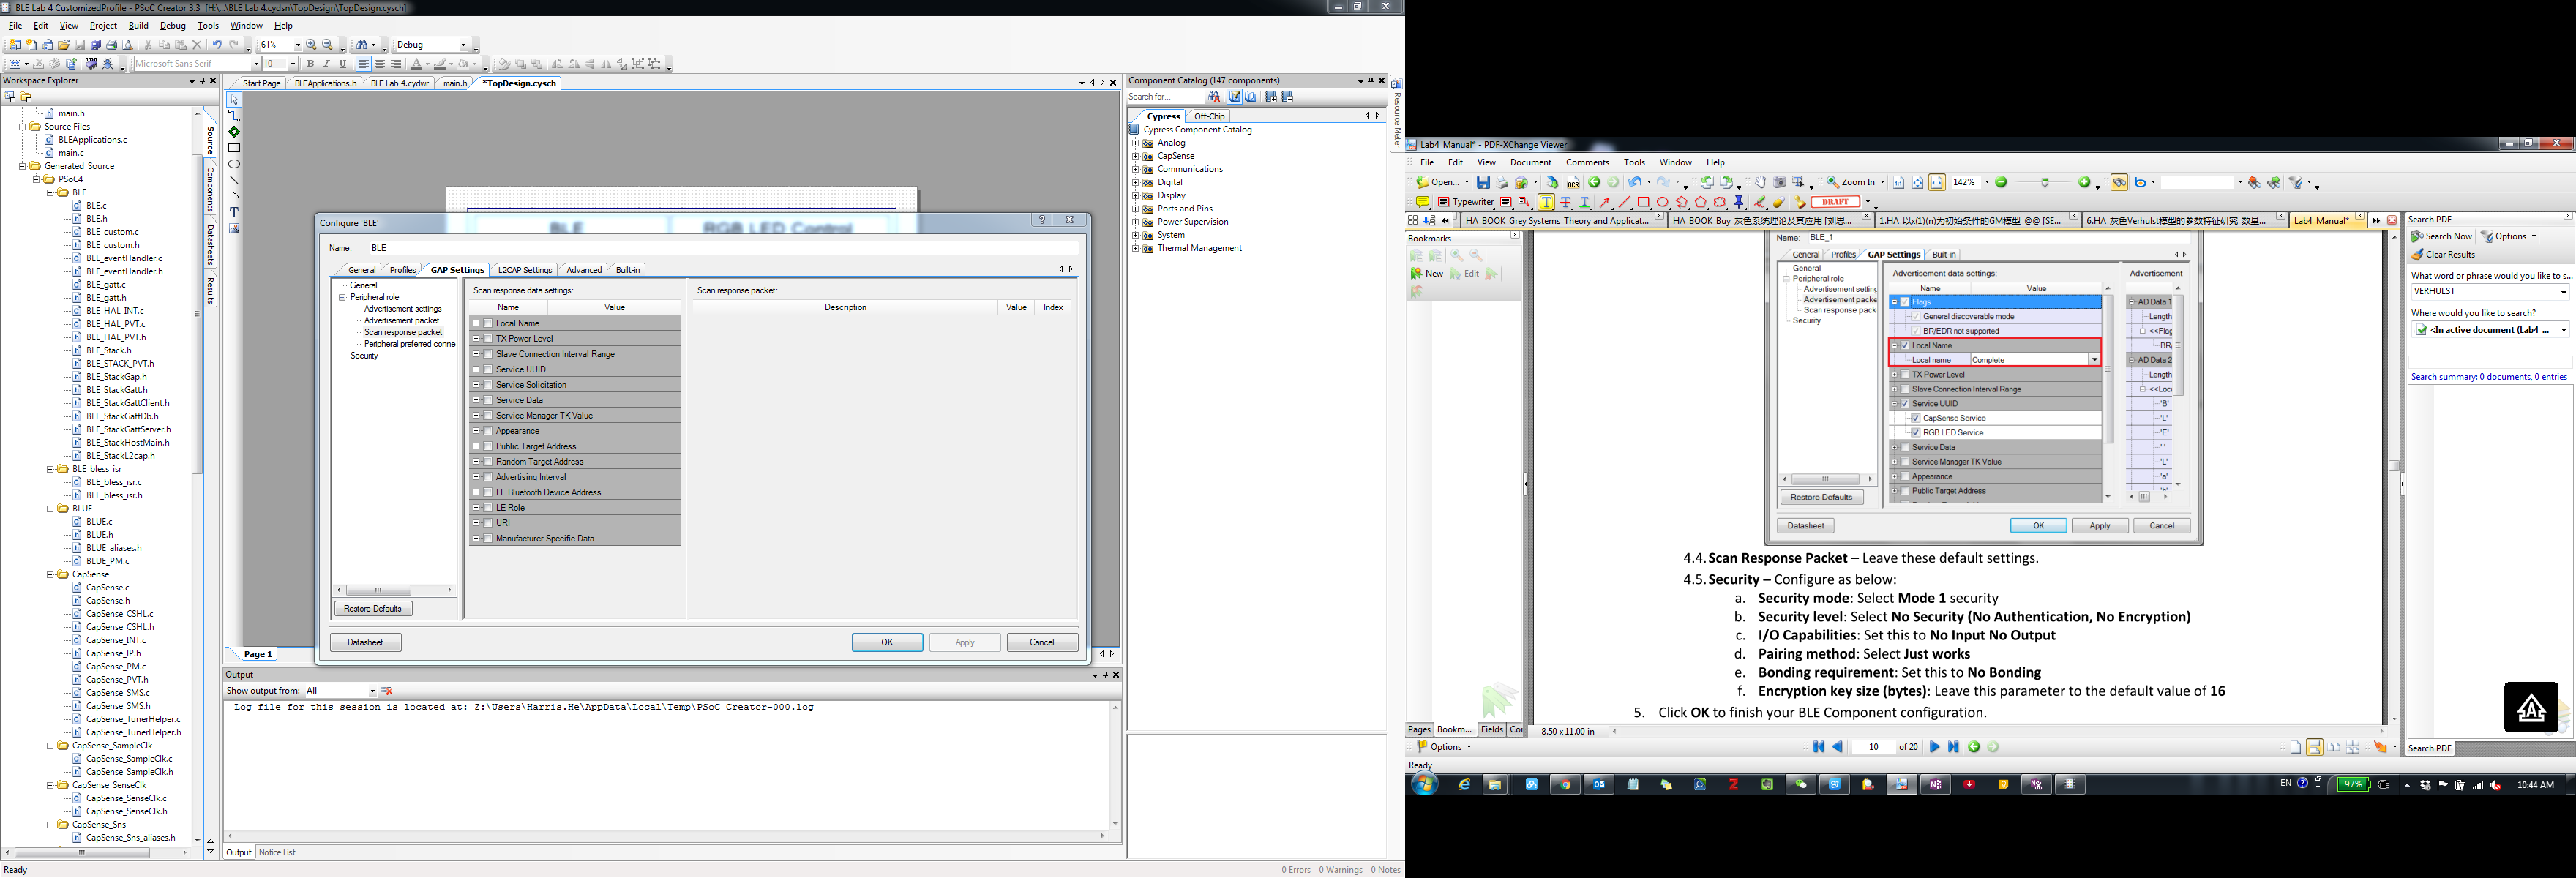 BLE Lab 4 CustomizedProfile - PSoC Creator 3.3 [H:\...\BLE Lab 4.cydsn\TopDesign\TopDesign.cysch]
File Edit View Project Build Debug Tools Window Help
61% Debug
Microsoft Sans Serif 10 B I U
Workspace Explorer
main.h
Source Files
BLEApplications.c
main.c
Generated_Source
PSoC4
BLE
BLE.c
BLE.h
BLE_custom.c
BLE_custom.h
BLE_eventHandler.c
BLE_eventHandler.h
BLE_gatt.c
BLE_gatt.h
BLE_HAL_INT.c
BLE_HAL_PVT.c
BLE_HAL_PVT.h
BLE_Stack.h
BLE_STACK_PVT.h
BLE_StackGap.h
BLE_StackGatt.h
BLE_StackGattClient.h
BLE_StackGattDb.h
BLE_StackGattServer.h
BLE_StackHostMain.h
BLE_StackL2cap.h
BLE_bless_isr
BLE_bless_isr.c
BLE_bless_isr.h
BLUE
BLUE.c
BLUE.h
BLUE_aliases.h
BLUE_PM.c
CapSense
CapSense.c
CapSense.h
CapSense_CSHL.c
CapSense_CSHL.h
CapSense_INT.c
CapSense_IP.h
CapSense_PM.c
CapSense_PVT.h
CapSense_SMS.c
CapSense_SMS.h
CapSense_TunerHelper.c
CapSense_TunerHelper.h
CapSense_SampleClk
CapSense_SampleClk.c
CapSense_SampleClk.h
CapSense_SenseClk
CapSense_SenseClk.c
CapSense_SenseClk.h
CapSense_Sns
CapSense_Sns_aliases.h
Source
Components
Datasheets
Results
Start Page BLEApplications.h BLE Lab 4.cydwr main.h *TopDesign.cysch
BLE RGB LED Control
Configure 'BLE'
Name: BLE
General Profiles GAP Settings L2CAP Settings Advanced Built-in
General
Peripheral role
Advertisement settings
Advertisement packet
Scan response packet
Peripheral preferred conne
Security
Restore Defaults
Scan response data settings:
Name Value
Local Name
TX Power Level
Slave Connection Interval Range
Service UUID
Service Solicitation
Service Data
Service Manager TK Value
Appearance
Public Target Address
Random Target Address
Advertising Interval
LE Bluetooth Device Address
LE Role
URI
Manufacturer Specific Data
Scan response packet:
Description Value Index
Datasheet OK Apply Cancel
Page 1
Output
Show output from: All
Log file for this session is located at: Z:\Users\Harris.He\AppData\Local\Temp\PSoC Creator-000.log
Output Notice List
Ready
0 Errors 0 Warnings 0 Notes
Component Catalog (147 components)
Search for...
Cypress Off-Chip
Cypress Component Catalog
Analog
CapSense
Communications
Digital
Display
Ports and Pins
Power Supervision
System
Thermal Management
Resource Meter
Lab4_Manual* - PDF-XChange Viewer
File Edit View Document Comments Tools Window Help
Open... OCR Zoom In 142%
Typewriter DRAFT
HA_BOOK_Grey Systems_Theory and Applicat... HA_BOOK_Buy_灰色系统理论及其应用 [刘思... 1.HA_以x(1)(n)为初始条件的GM模型_@@ [SE... 6.HA_灰色Verhulst模型的参数特征研究_数量... Lab4_Manual*
Bookmarks
New Edit
Name: BLE_1
General Profiles GAP Settings Built-in
General
Peripheral role
Advertisement setting
Advertisement packe
Scan response pack
Security
Restore Defaults
Advertisement data settings:
Name Value
Flags
General discoverable mode
BR/EDR not supported
Local Name
Local name Complete
TX Power Level
Slave Connection Interval Range
Service UUID
CapSense Service
RGB LED Service
Service Data
Service Manager TK Value
Appearance
Public Target Address
Advertisement
AD Data 1
Length
<<Flag
BR/
AD Data 2
Length
<<Loca
'B'
'L'
'E'
' '
'L'
'a'
Datasheet OK Apply Cancel
4.4. Scan Response Packet – Leave these default settings.
4.5. Security – Configure as below:
a. Security mode: Select Mode 1 security
b. Security level: Select No Security (No Authentication, No Encryption)
c. I/O Capabilities: Set this to No Input No Output
d. Pairing method: Select Just works
e. Bonding requirement: Set this to No Bonding
f. Encryption key size (bytes): Leave this parameter to the default value of 16
5. Click OK to finish your BLE Component configuration.
Pages Bookm... Fields Co
8.50 x 11.00 in
Options
10 of 20
Ready
Search PDF
Search Now Options
Clear Results
What word or phrase would you like to s...
VERHULST
Where would you like to search?
<In active document (Lab4_...
Search summary: 0 documents, 0 entries
Search PDF
EN 97% 10:44 AM